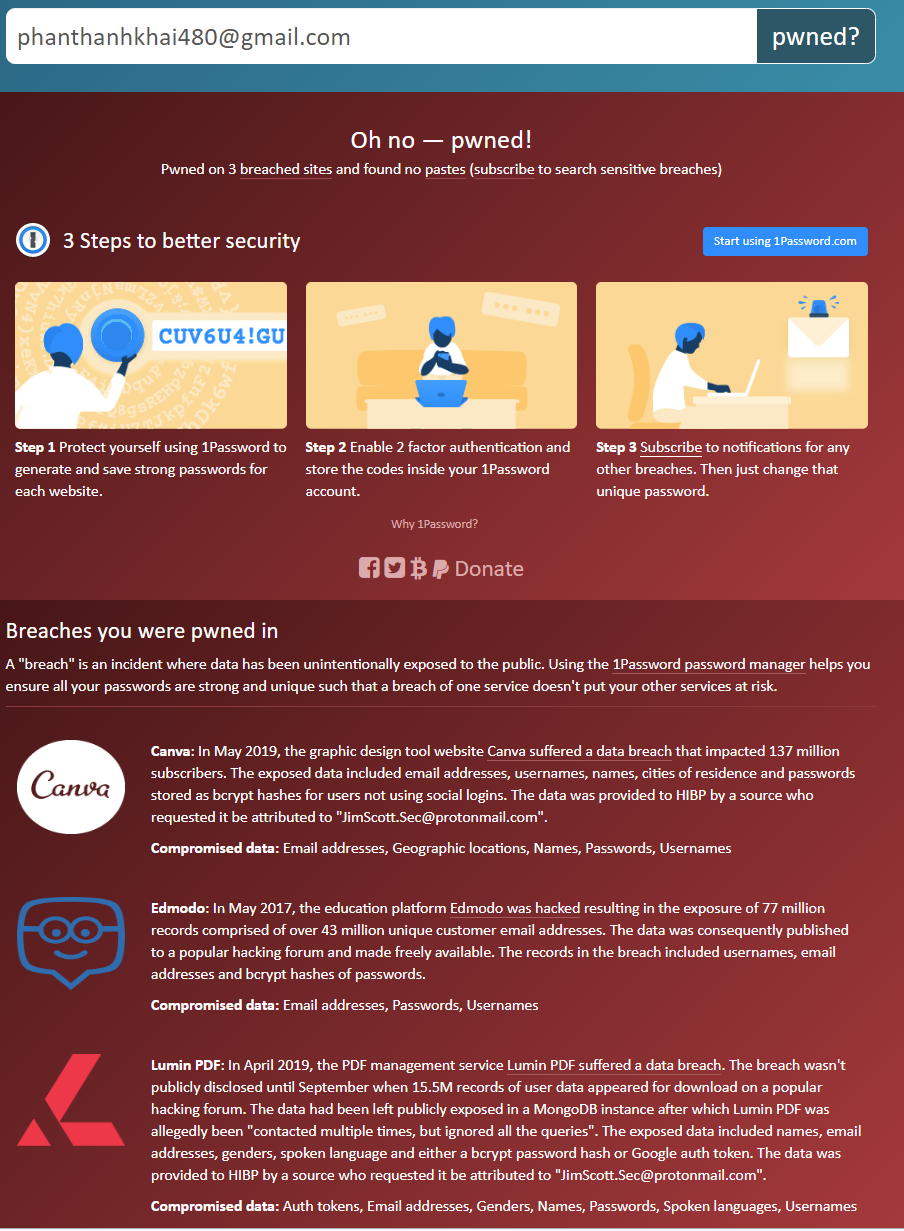 phanthanhkhai480@gmail.com pwned?
Oh no — pwned!
Pwned on 3 breached sites and found no pastes (subscribe to search sensitive breaches)
3 Steps to better security
Start using 1Password.com
CUV6U4!GU
Step 1 Protect yourself using 1Password to
generate and save strong passwords for
each website.
Step 2 Enable 2 factor authentication and
store the codes inside your 1Password
account.
Step 3 Subscribe to notifications for any
other breaches. Then just change that
unique password.
Why 1Password?
Donate
Breaches you were pwned in
A "breach" is an incident where data has been unintentionally exposed to the public. Using the 1Password password manager helps you
ensure all your passwords are strong and unique such that a breach of one service doesn't put your other services at risk.
Canva
Canva: In May 2019, the graphic design tool website Canva suffered a data breach that impacted 137 million
subscribers. The exposed data included email addresses, usernames, names, cities of residence and passwords
stored as bcrypt hashes for users not using social logins. The data was provided to HIBP by a source who
requested it be attributed to "JimScott.Sec@protonmail.com".
Compromised data: Email addresses, Geographic locations, Names, Passwords, Usernames
Edmodo: In May 2017, the education platform Edmodo was hacked resulting in the exposure of 77 million
records comprised of over 43 million unique customer email addresses. The data was consequently published
to a popular hacking forum and made freely available. The records in the breach included usernames, email
addresses and bcrypt hashes of passwords.
Compromised data: Email addresses, Passwords, Usernames
Lumin PDF: In April 2019, the PDF management service Lumin PDF suffered a data breach. The breach wasn't
publicly disclosed until September when 15.5M records of user data appeared for download on a popular
hacking forum. The data had been left publicly exposed in a MongoDB instance after which Lumin PDF was
allegedly been "contacted multiple times, but ignored all the queries". The exposed data included names, email
addresses, genders, spoken language and either a bcrypt password hash or Google auth token. The data was
provided to HIBP by a source who requested it be attributed to "JimScott.Sec@protonmail.com".
Compromised data: Auth tokens, Email addresses, Genders, Names, Passwords, Spoken languages, Usernames